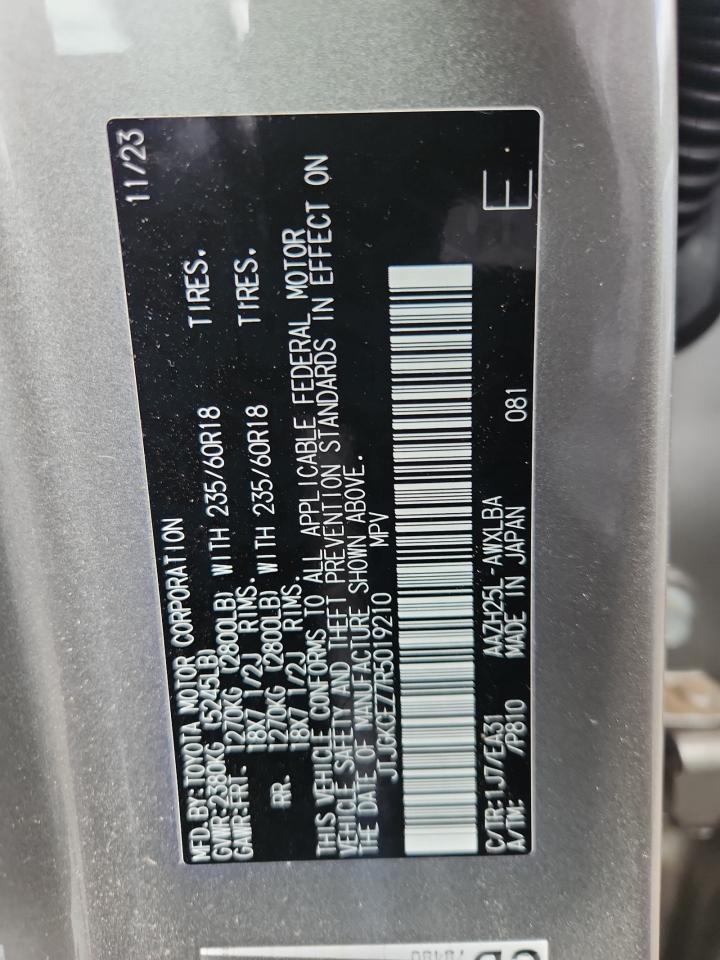 MFD. BY: TOYOTA MOTOR CORPORATION 11/23
GVWR: 2380KG (5245LB)
GAWR: FRT- 1270KG (2800LB) WITH 235/60R18 TIRES,
18X7 1/2J RIMS.
RR. 1270KG (2800LB) WITH 235/60R18 TIRES,
18X7 1/2J RIMS.
THIS VEHICLE CONFORMS TO ALL APPLICABLE FEDERAL MOTOR
VEHICLE SAFETY AND THEFT PREVENTION STANDARDS IN EFFECT ON
THE DATE OF MANUFACTURE SHOWN ABOVE.
JTJGKCEZ7R5019210 MPV
C/TR: 1J7/EA31 AAZH25L-AWXLBA 081
A/TM: /P810 MADE IN JAPAN
E